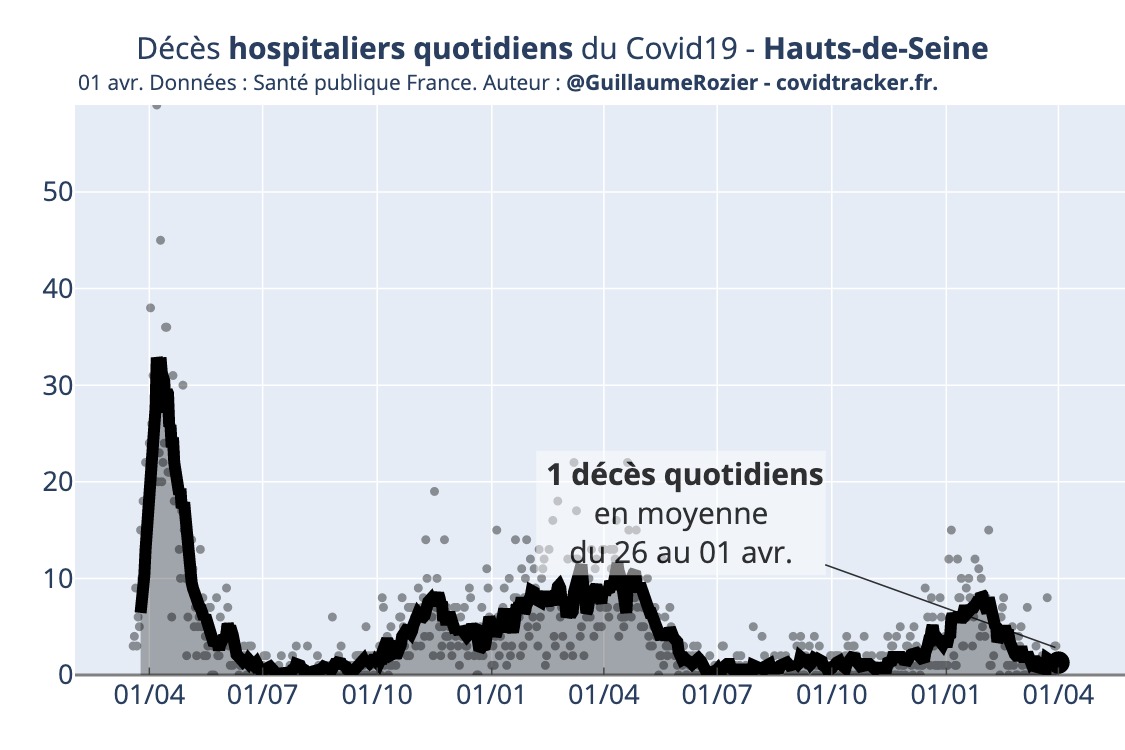 Décès hospitaliers quotidiens du Covid19 - Hauts-de-Seine
01 avr. Données : Santé publique France. Auteur : @GuillaumeRozier - covidtracker.fr.
50
40
30
20
10
0
1 décès quotidiens
en moyenne
du 26 au 01 avr.
01/04 01/07 01/10 01/01 01/04 01/07 01/10 01/01 01/04